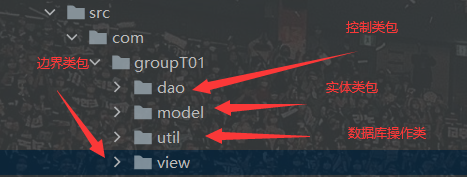 src
com
控制类包
边界类包
groupT01
dao
实体类包
model
util
数据库操作类
view